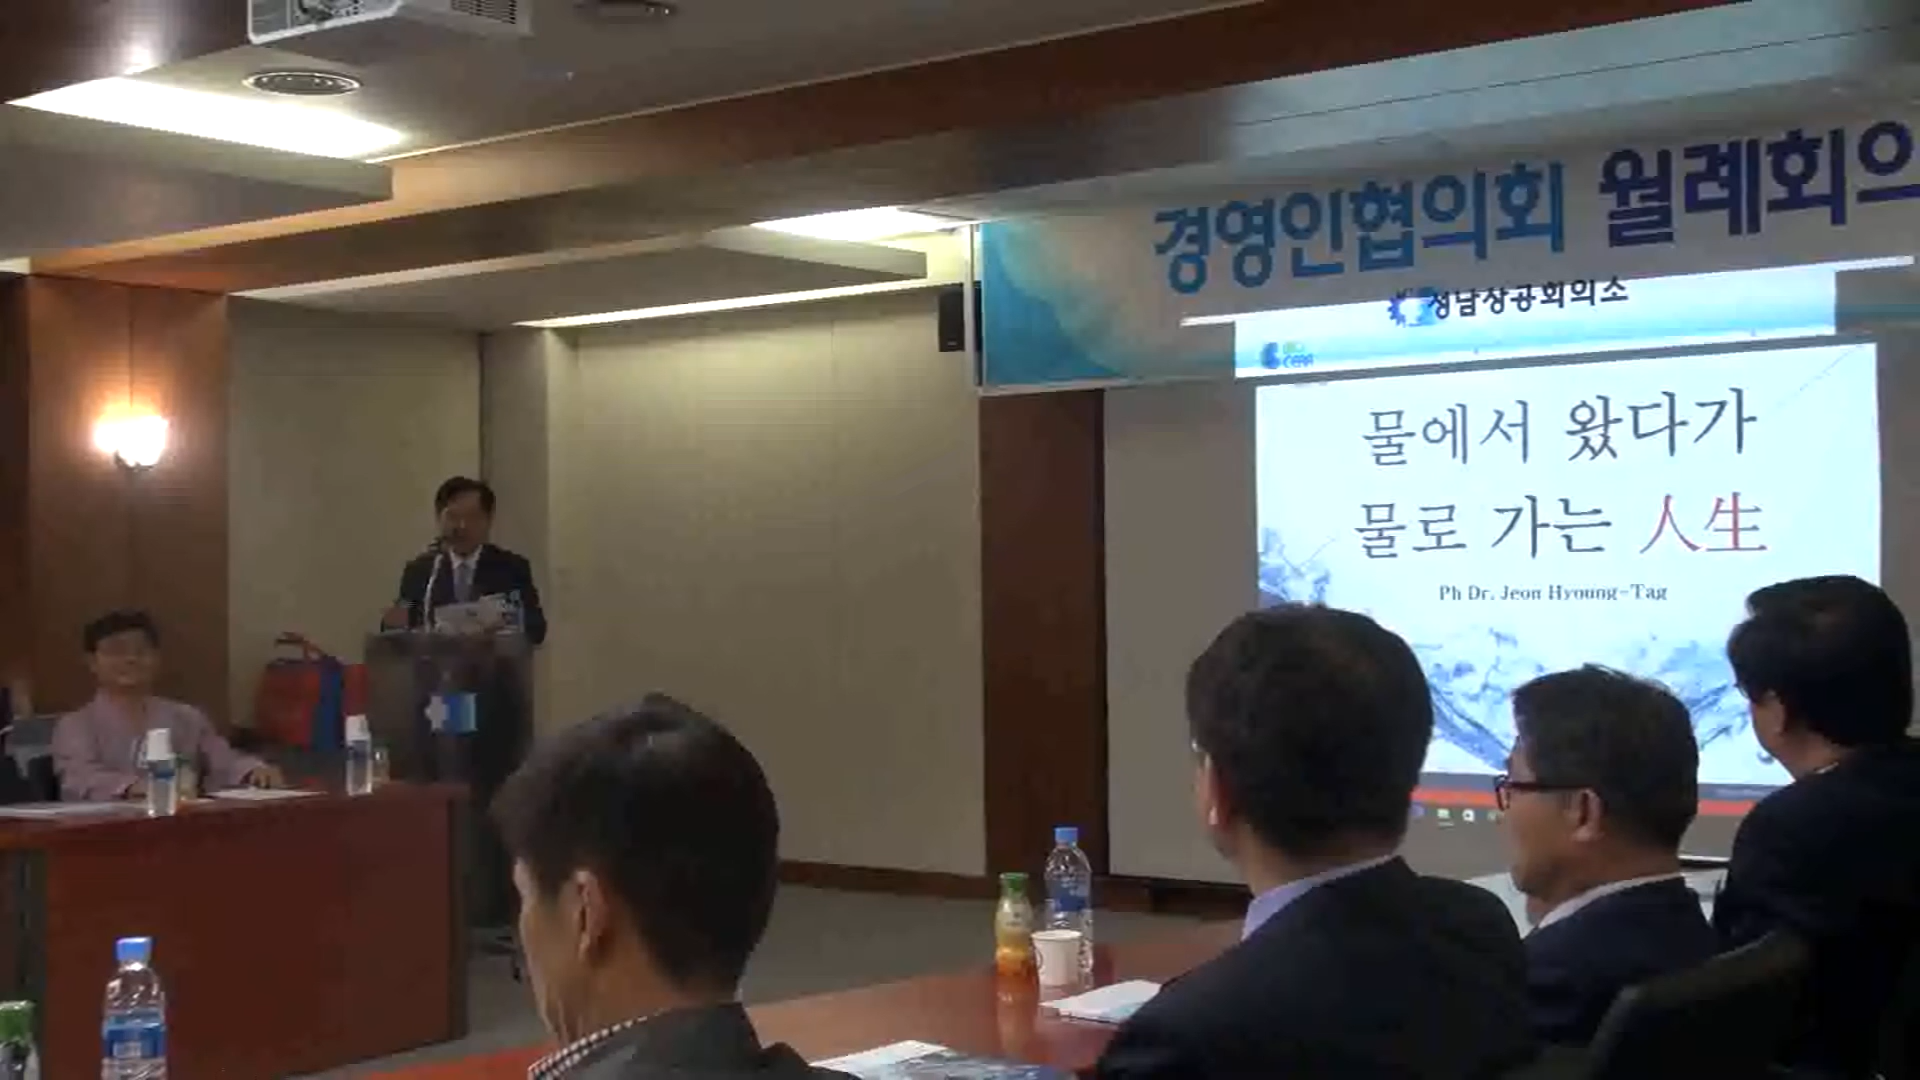 경영인협의회 월례회의
성남상공회의소
물에서 왔다가
물로 가는 人生
Ph Dr. Jeon Hyoung-Tag